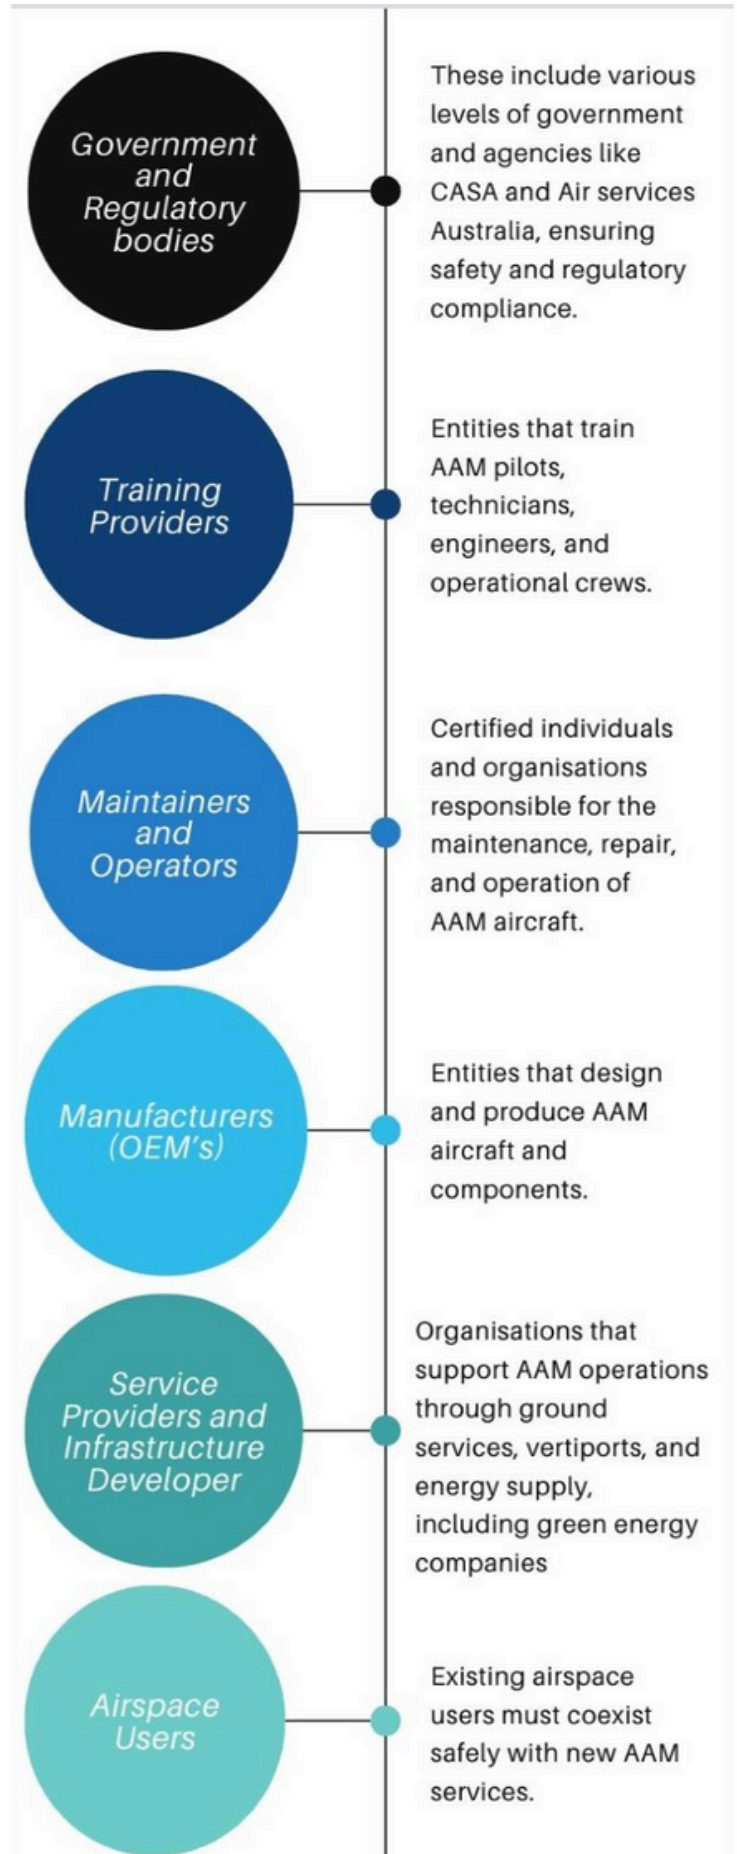 Government
and
Regulatory
bodies
These include various
levels of government
and agencies like
CASA and Air services
Australia, ensuring
safety and regulatory
compliance.
Training
Providers
Entities that train
AAM pilots,
technicians,
engineers, and
operational crews.
Maintainers
and
Operators
Certified individuals
and organisations
responsible for the
maintenance, repair,
and operation of
AAM aircraft.
Manufacturers
(OEM's)
Entities that design
and produce AAM
aircraft and
components.
Service
Providers and
Infrastructure
Developer
Organisations that
support AAM operations
through ground
services, vertiports, and
energy supply,
including green energy
companies
Airspace
Users
Existing airspace
users must coexist
safely with new AAM
services.